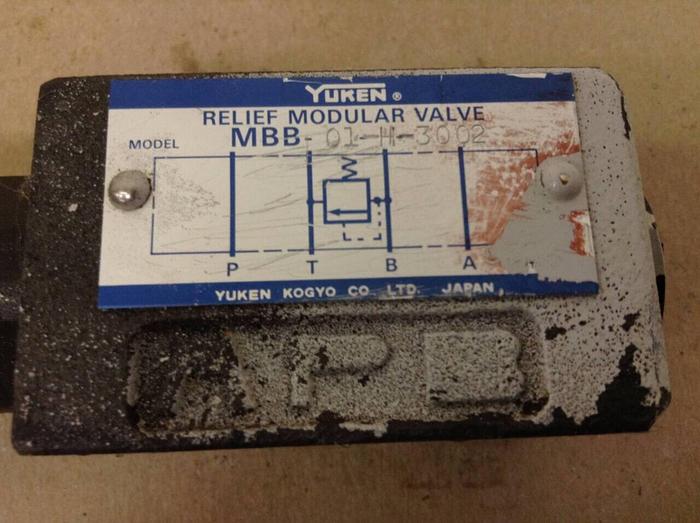 YUKEN ®
RELIEF MODULAR VALVE
MODEL MBB-01-H-3002
P T B A
YUKEN KOGYO CO LTD. JAPAN